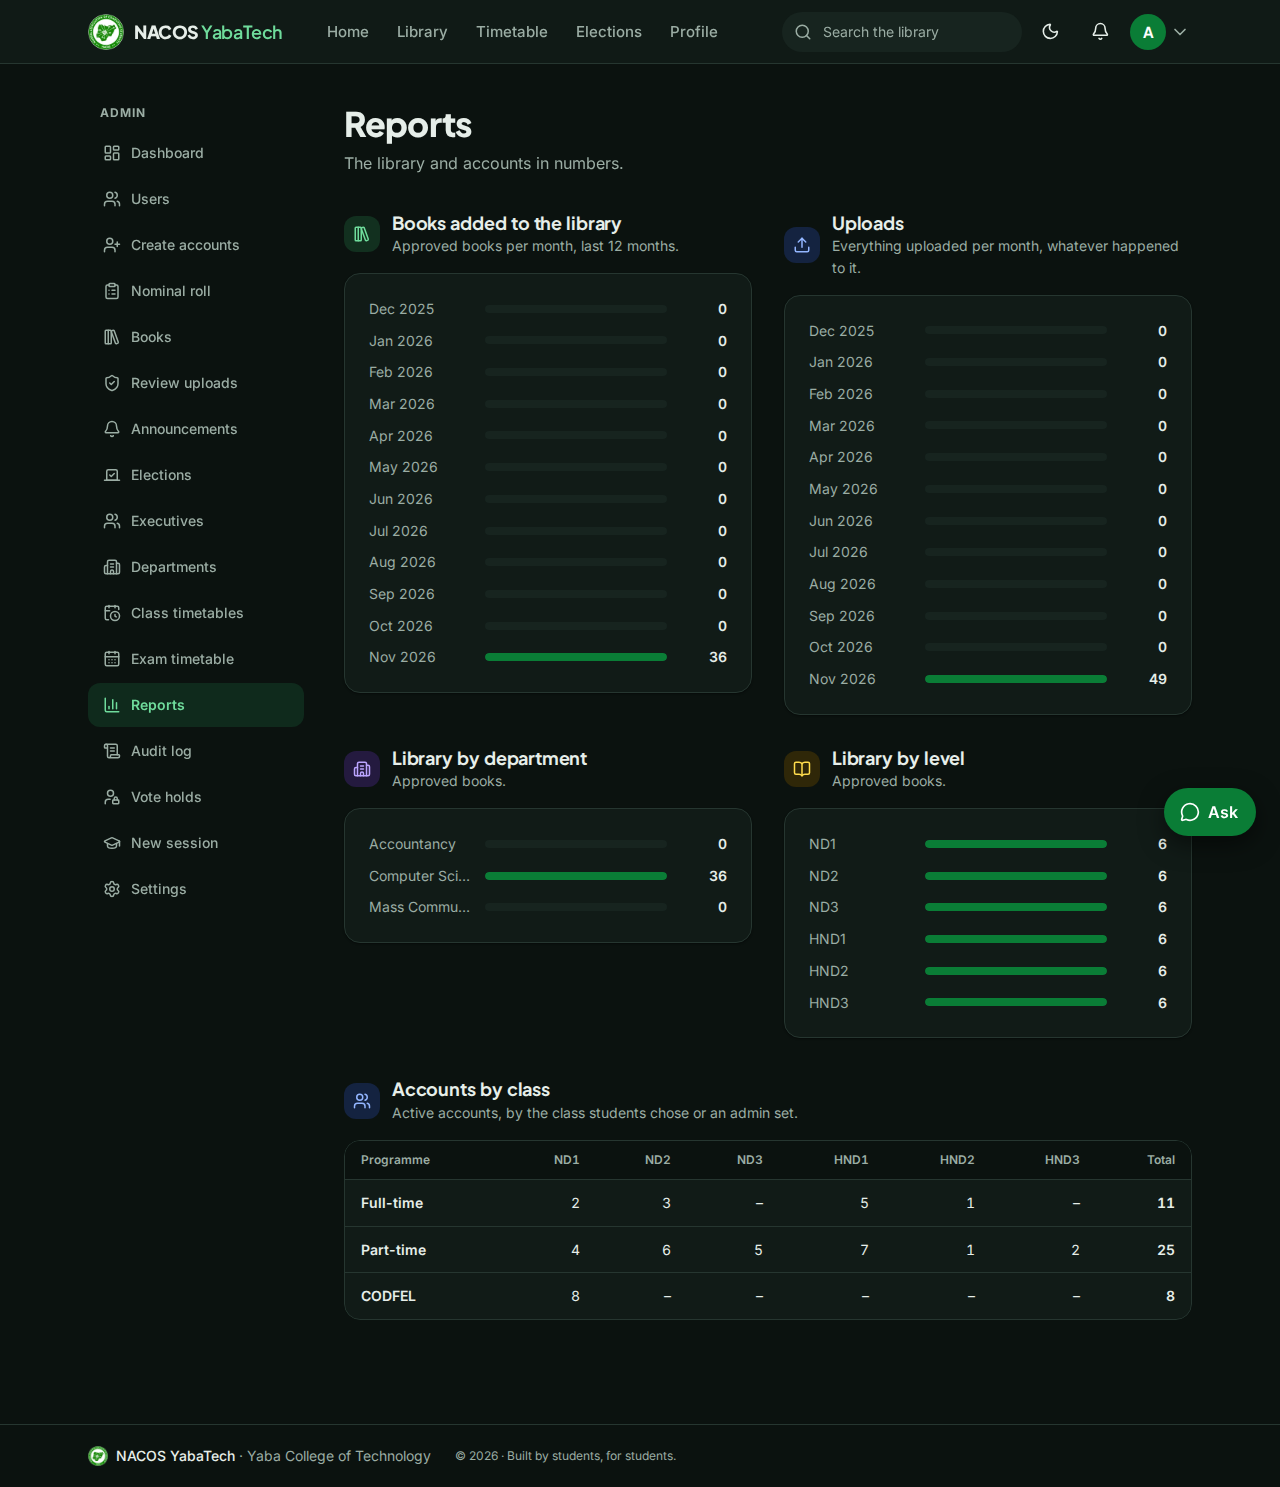 NACOS YabaTech
Home
Library
Timetable
Elections
Profile
Search the library
A
ADMIN
Dashboard
Users
Create accounts
Nominal roll
Books
Review uploads
Announcements
Elections
Executives
Departments
Class timetables
Exam timetable
Reports
Audit log
Vote holds
New session
Settings
Reports
The library and accounts in numbers.
Books added to the library
Approved books per month, last 12 months.
Dec 2025 0
Jan 2026 0
Feb 2026 0
Mar 2026 0
Apr 2026 0
May 2026 0
Jun 2026 0
Jul 2026 0
Aug 2026 0
Sep 2026 0
Oct 2026 0
Nov 2026 36
Uploads
Everything uploaded per month, whatever happened
to it.
Dec 2025 0
Jan 2026 0
Feb 2026 0
Mar 2026 0
Apr 2026 0
May 2026 0
Jun 2026 0
Jul 2026 0
Aug 2026 0
Sep 2026 0
Oct 2026 0
Nov 2026 49
Library by department
Approved books.
Accountancy 0
Computer Sci... 36
Mass Commu... 0
Library by level
Approved books.
ND1 6
ND2 6
ND3 6
HND1 6
HND2 6
HND3 6
Ask
Accounts by class
Active accounts, by the class students chose or an admin set.
Programme ND1 ND2 ND3 HND1 HND2 HND3 Total
Full-time 2 3 – 5 1 – 11
Part-time 4 6 5 7 1 2 25
CODFEL 8 – – – – – 8
NACOS YabaTech · Yaba College of Technology
© 2026 · Built by students, for students.